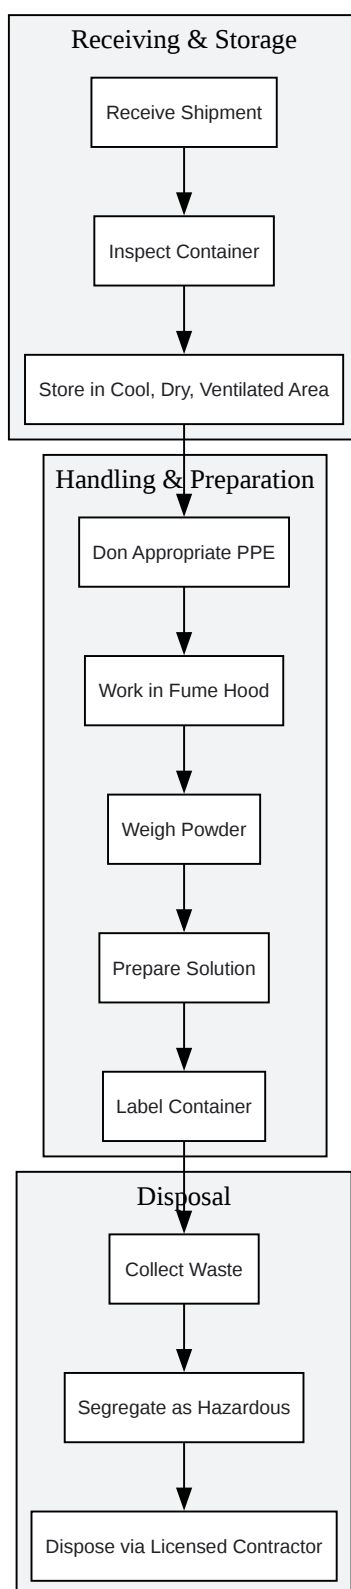 Receiving & Storage
Receive Shipment
Inspect Container
Store in Cool, Dry, Ventilated Area
Handling & Preparation
Don Appropriate PPE
Work in Fume Hood
Weigh Powder
Prepare Solution
Label Container
Disposal
Collect Waste
Segregate as Hazardous
Dispose via Licensed Contractor